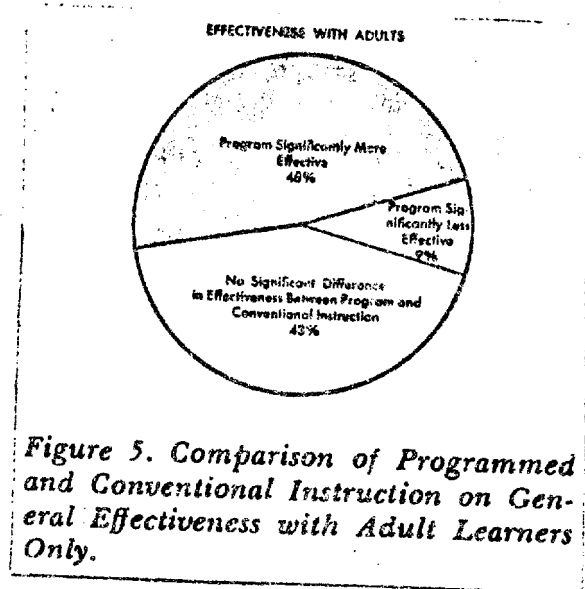 EFFECTIVENESE WITH ADULTS
Program Significantly More
Effective
48%
Program Sig-
nificantly Less
Effective
9%
No Significant Difference
in Effectiveness Between Program and
Conventional Instruction
43%
Figure 5. Comparison of Programmed
and Conventional Instruction on Gen-
eral Effectiveness with Adult Learners
Only.